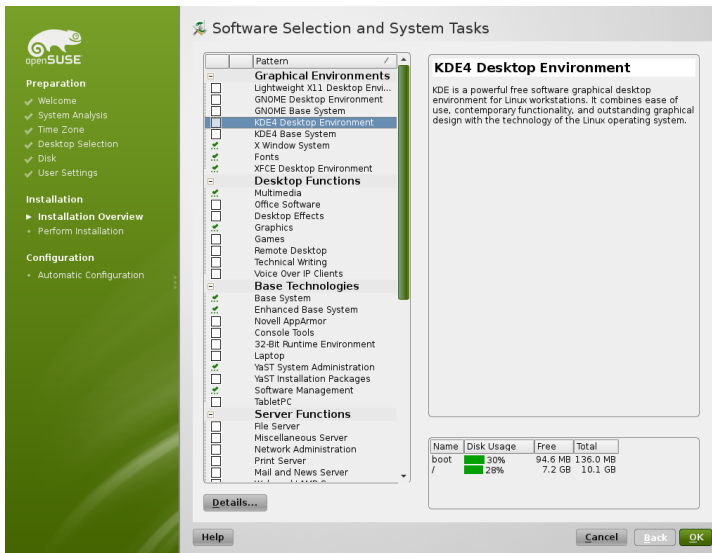 openSUSE
Preparation
Welcome
System Analysis
Time Zone
Desktop Selection
Disk
User Settings
Installation
Installation Overview
Perform Installation
Configuration
Automatic Configuration
Software Selection and System Tasks
Pattern
Graphical Environments
Lightweight X11 Desktop Envi...
GNOME Desktop Environment
GNOME Base System
KDE4 Desktop Environment
KDE4 Base System
X Window System
Fonts
XFCE Desktop Environment
Desktop Functions
Multimedia
Office Software
Desktop Effects
Graphics
Games
Remote Desktop
Technical Writing
Voice Over IP Clients
Base Technologies
Base System
Enhanced Base System
Novell AppArmor
Console Tools
32-Bit Runtime Environment
Laptop
YaST System Administration
YaST Installation Packages
Software Management
TabletPC
Server Functions
File Server
Miscellaneous Server
Network Administration
Print Server
Mail and News Server
Details...
KDE4 Desktop Environment
KDE is a powerful free software graphical desktop
environment for Linux workstations. It combines ease of
use, contemporary functionality, and outstanding graphical
design with the technology of the Linux operating system.
Name Disk Usage Free Total
boot 30% 94.6 MB 136.0 MB
/ 28% 7.2 GB 10.1 GB
Help Cancel Back OK